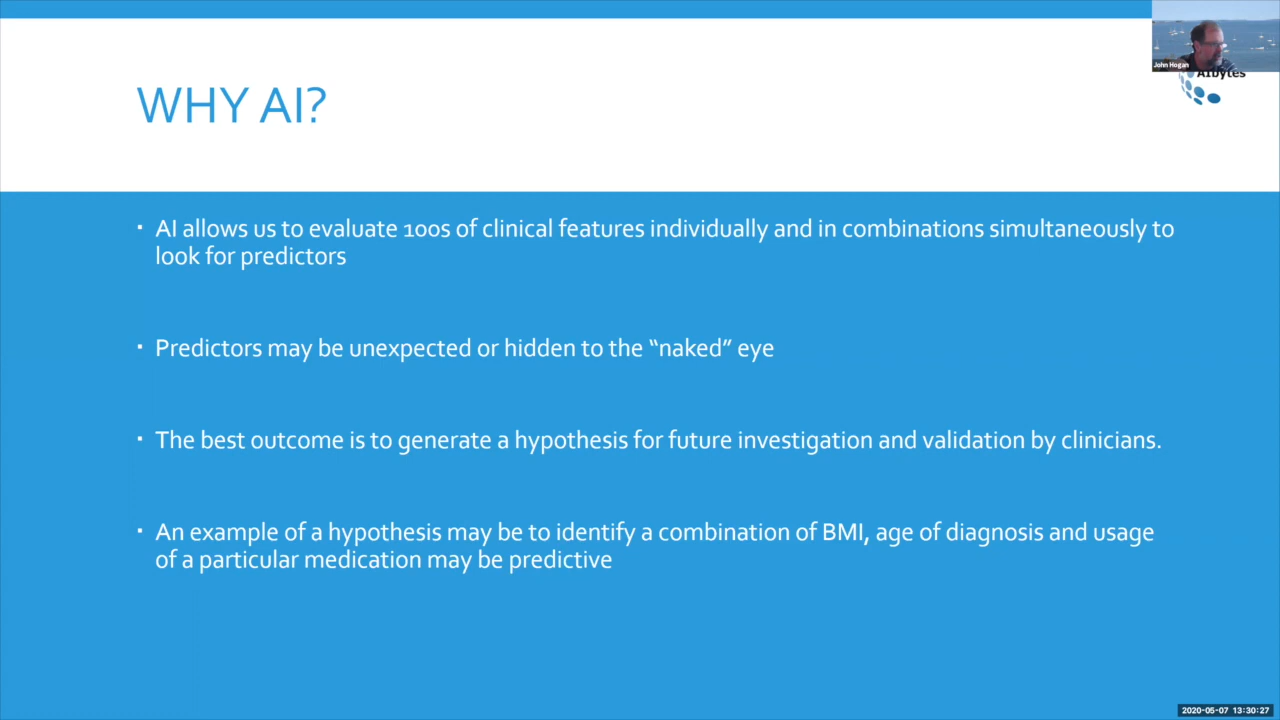 WHY AI?
John Hogan
AIbytes
▪ AI allows us to evaluate 100s of clinical features individually and in combinations simultaneously to
look for predictors
▪ Predictors may be unexpected or hidden to the “naked” eye
▪ The best outcome is to generate a hypothesis for future investigation and validation by clinicians.
▪ An example of a hypothesis may be to identify a combination of BMI, age of diagnosis and usage
of a particular medication may be predictive
2020-05-07 13:30:27